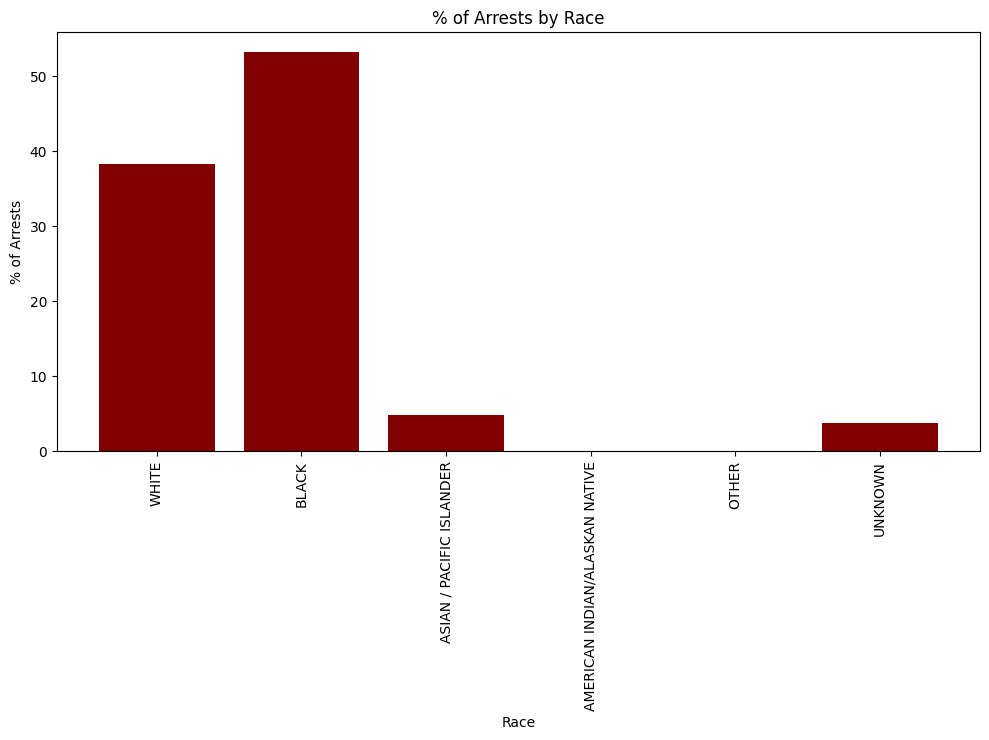 % of Arrests by Race
% of Arrests
50
40
30
20
10
0
WHITE
BLACK
ASIAN / PACIFIC ISLANDER
AMERICAN INDIAN/ALASKAN NATIVE
OTHER
UNKNOWN
Race